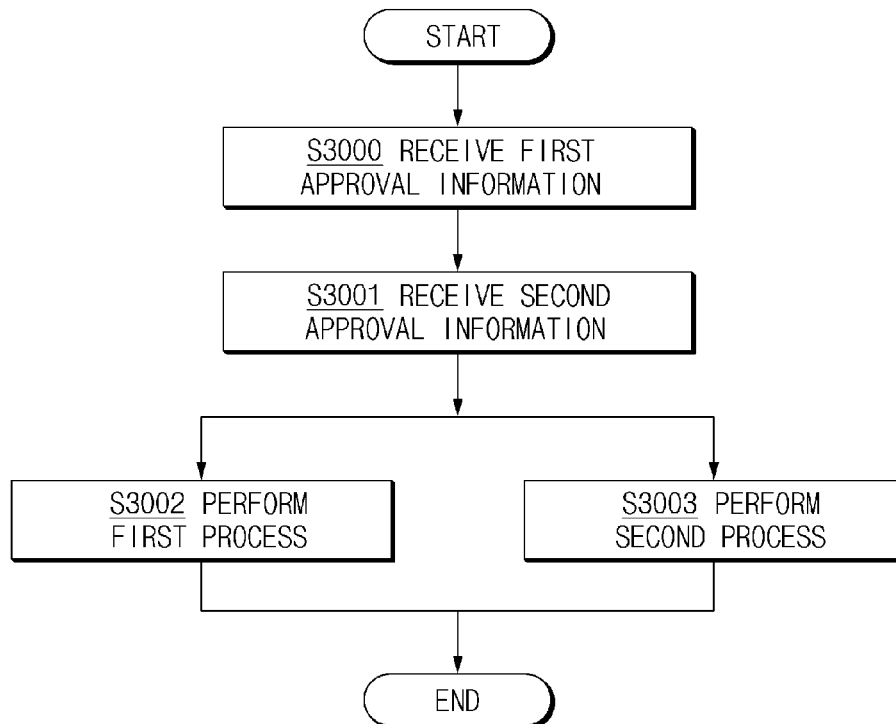 START
S3000 RECEIVE FIRST
APPROVAL INFORMATION
S3001 RECEIVE SECOND
APPROVAL INFORMATION
S3002 PERFORM
FIRST PROCESS
S3003 PERFORM
SECOND PROCESS
END